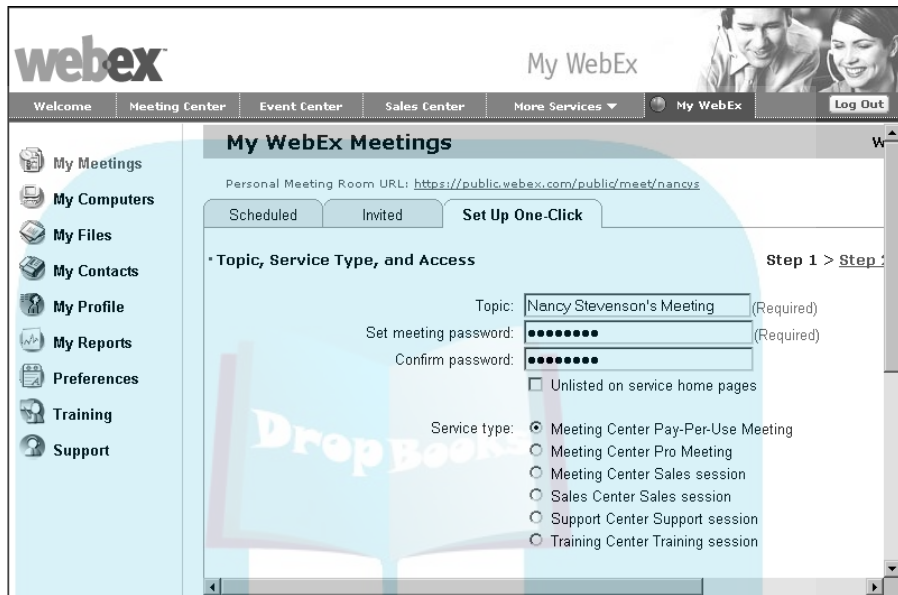 webex
My WebEx
Welcome Meeting Center Event Center Sales Center More Services ▼ My WebEx Log Out
My WebEx Meetings W
Personal Meeting Room URL: https://public.webex.com/public/meet/nancys
Scheduled Invited Set Up One-Click
My Meetings
My Computers
My Files
My Contacts
My Profile
My Reports
Preferences
Training
Support
Topic, Service Type, and Access Step 1 > Step 2
Topic: Nancy Stevenson's Meeting (Required)
Set meeting password: •••••••• (Required)
Confirm password: ••••••••
Unlisted on service home pages
Service type: Meeting Center Pay-Per-Use Meeting
Meeting Center Pro Meeting
Meeting Center Sales session
Sales Center Sales session
Support Center Support session
Training Center Training session
DropBooks